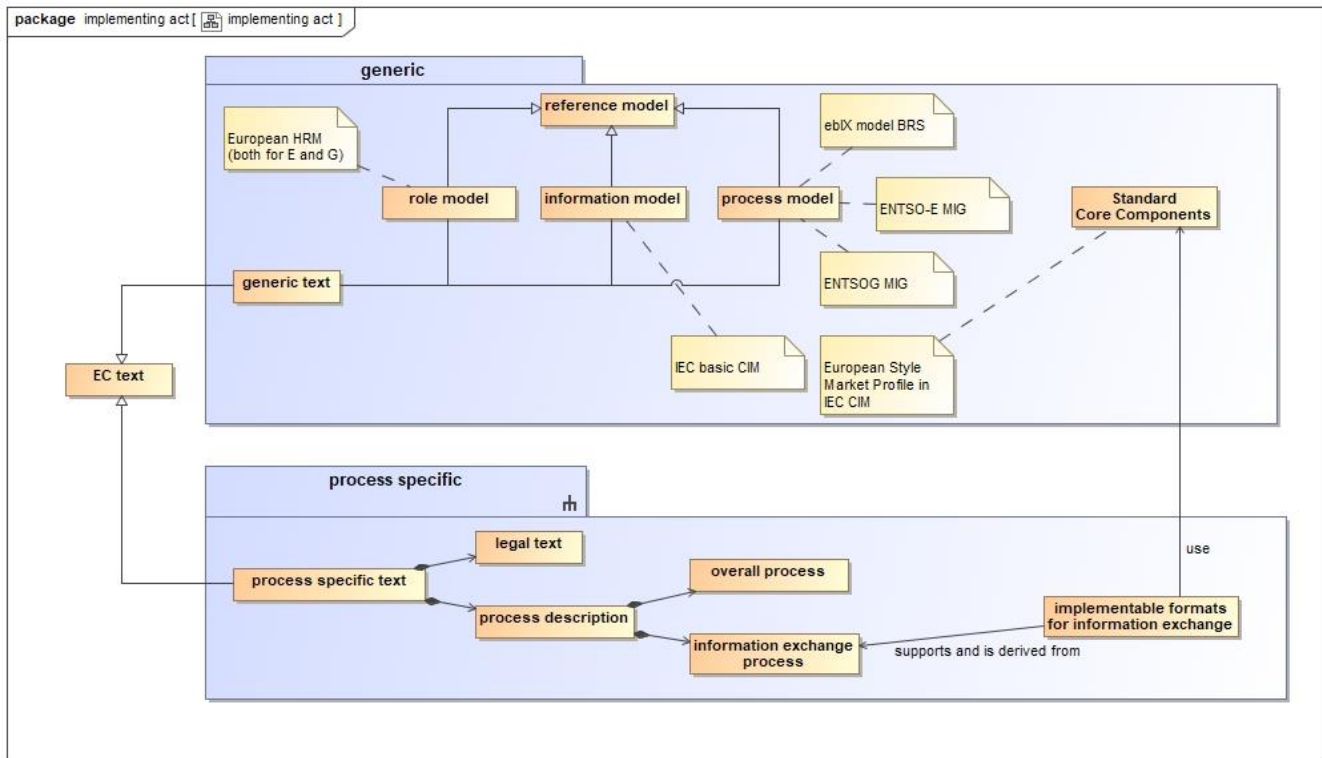 package implementing act [ implementing act ]
generic
reference model
European HRM
(both for E and G)
ebIX model BRS
role model
information model
process model
ENTSO-E MIG
Standard
Core Components
generic text
ENTSOG MIG
EC text
IEC basic CIM
European Style
Market Profile in
IEC CIM
process specific
legal text
use
process specific text
overall process
process description
implementable formats
for information exchange
information exchange
process
supports and is derived from